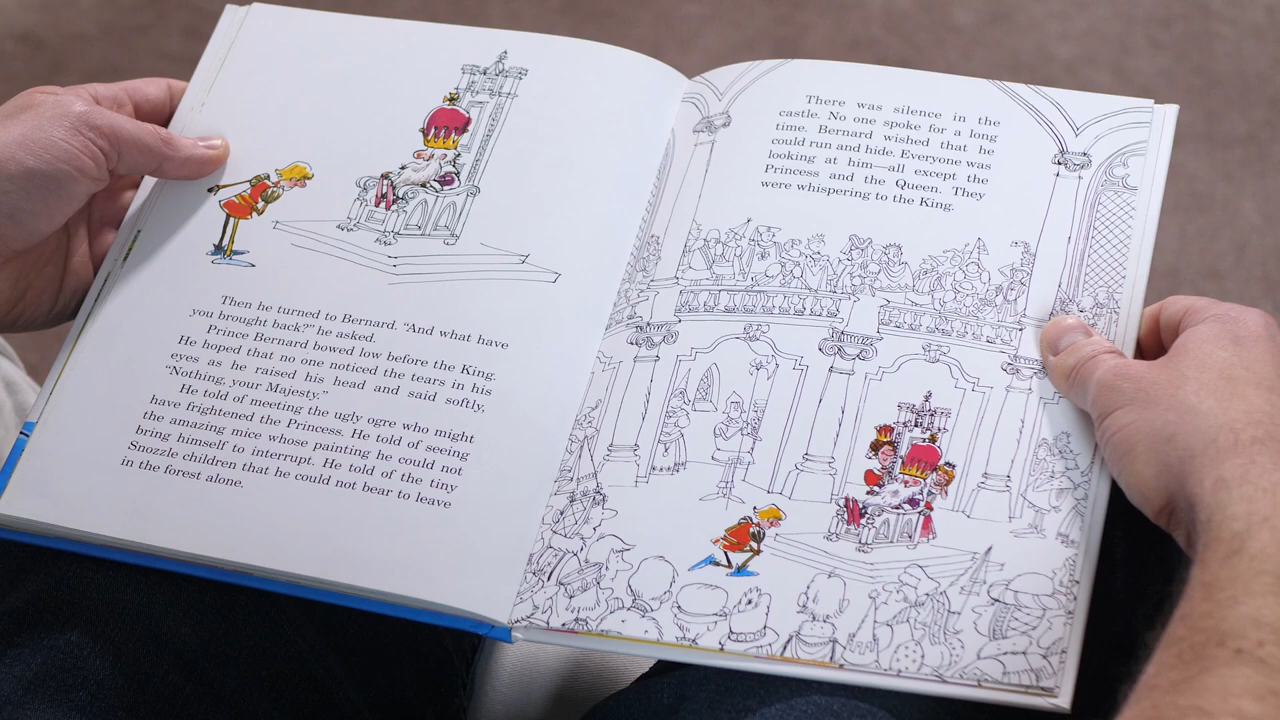 Then he turned to Bernard. “And what have
you brought back?” he asked.
Prince Bernard bowed low before the King.
He hoped that no one noticed the tears in his
eyes as he raised his head and said softly,
“Nothing, your Majesty.”
He told of meeting the ugly ogre who might
have frightened the Princess. He told of seeing
the amazing mice whose painting he could not
bring himself to interrupt. He told of the tiny
Snozzle children that he could not bear to leave
in the forest alone.
There was silence in the
castle. No one spoke for a long
time. Bernard wished that he
could run and hide. Everyone was
looking at him—all except the
Princess and the Queen. They
were whispering to the King.